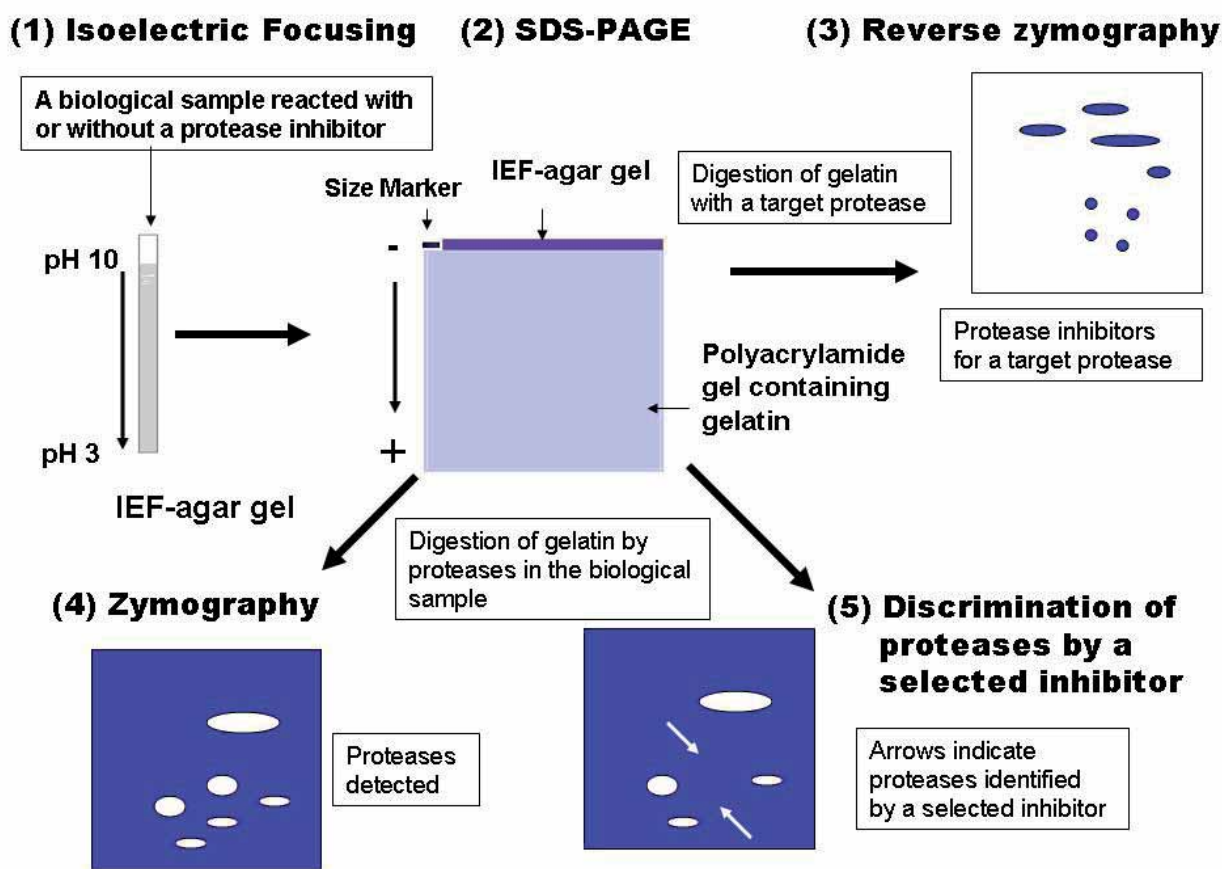 (1) Isoelectric Focusing
(2) SDS-PAGE
(3) Reverse zymography
A biological sample reacted with
or without a protease inhibitor
pH 10
pH 3
IEF-agar gel
Size Marker
IEF-agar gel
-
+
Polyacrylamide
gel containing
gelatin
Digestion of gelatin
with a target protease
Protease inhibitors
for a target protease
Digestion of gelatin by
proteases in the biological
sample
(4) Zymography
Proteases
detected
(5) Discrimination of
proteases by a
selected inhibitor
Arrows indicate
proteases identified
by a selected inhibitor